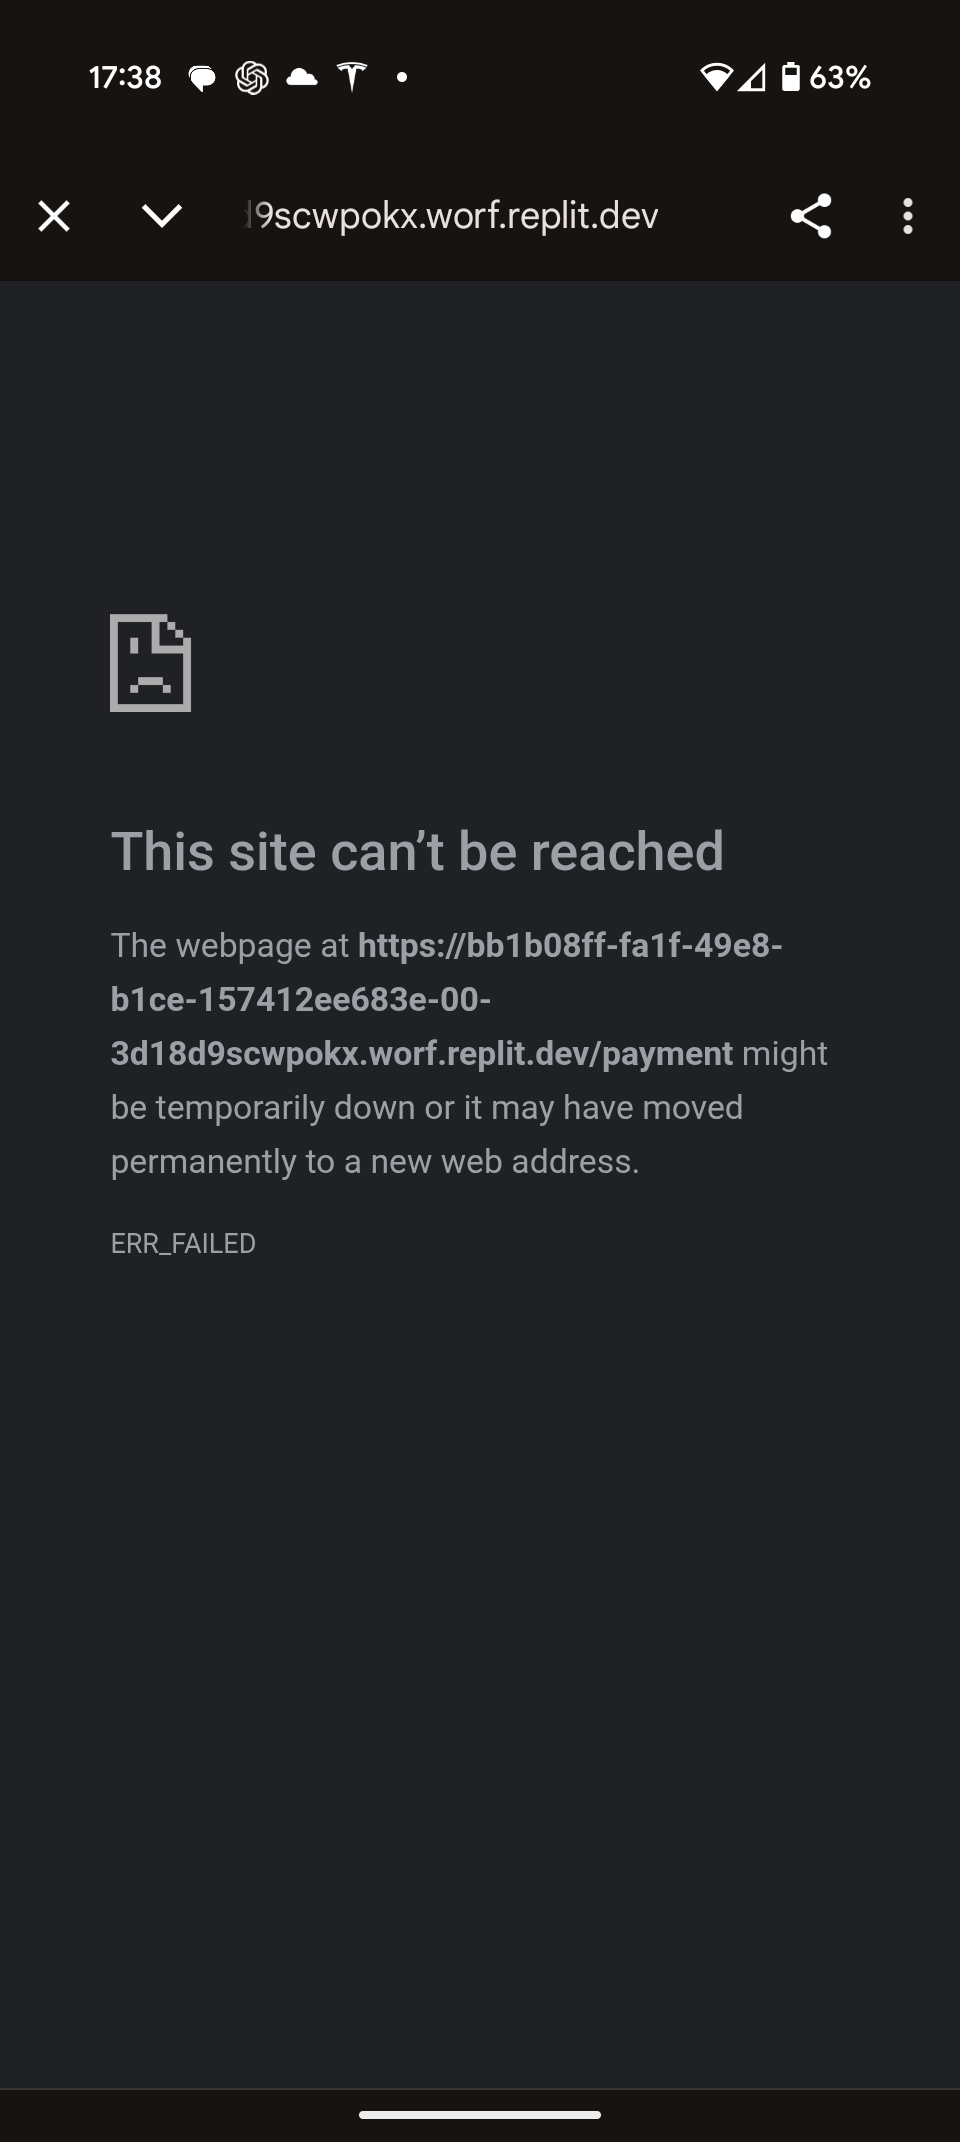 17:38
63%
9scwpokx.worf.replit.dev
This site can’t be reached
The webpage at https://bb1b08ff-fa1f-49e8-
b1ce-157412ee683e-00-
3d18d9scwpokx.worf.replit.dev/payment might
be temporarily down or it may have moved
permanently to a new web address.
ERR_FAILED